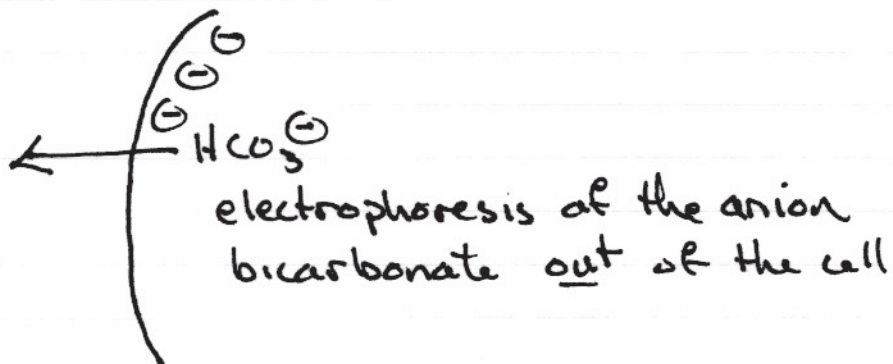 ⊖
⊖
⊖
HCO₃⊖
electrophoresis of the anion
bicarbonate out of the cell